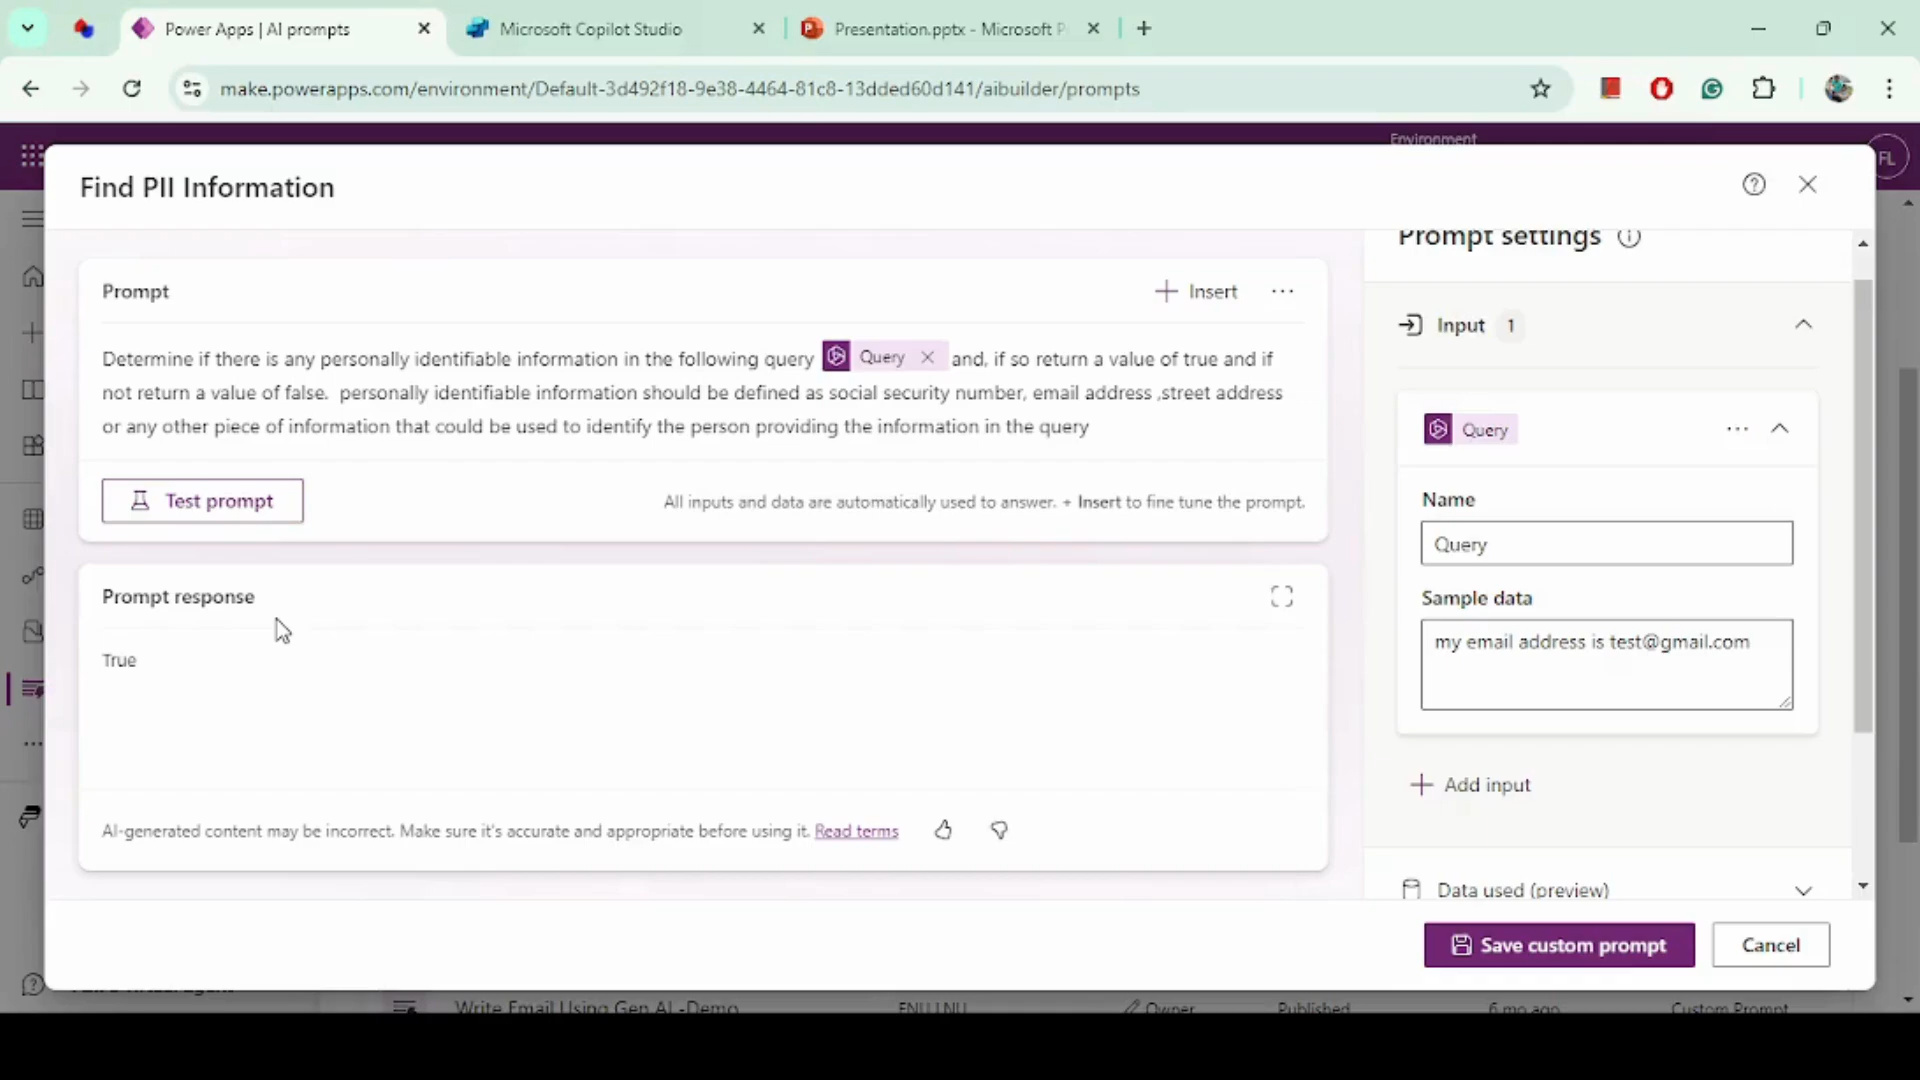 Power Apps | AI prompts
Microsoft Copilot Studio
Presentation.pptx - Microsoft P
make.powerapps.com/environment/Default-3d492f18-9e38-4464-81c8-13dded60d141/aibuilder/prompts
Environment
FL
Find PII Information
Prompt settings
Prompt
Insert
Input 1
Determine if there is any personally identifiable information in the following query Query and, if so return a value of true and if
not return a value of false. personally identifiable information should be defined as social security number, email address ,street address
or any other piece of information that could be used to identify the person providing the information in the query
Query
Name
Query
Test prompt
All inputs and data are automatically used to answer. + Insert to fine tune the prompt.
Sample data
my email address is test@gmail.com
Prompt response
True
Add input
AI-generated content may be incorrect. Make sure it's accurate and appropriate before using it. Read terms
Data used (preview)
Save custom prompt
Cancel
Write Email Using Gen AI -Demo
Owner
Published
6 mo ago
Custom Prompt